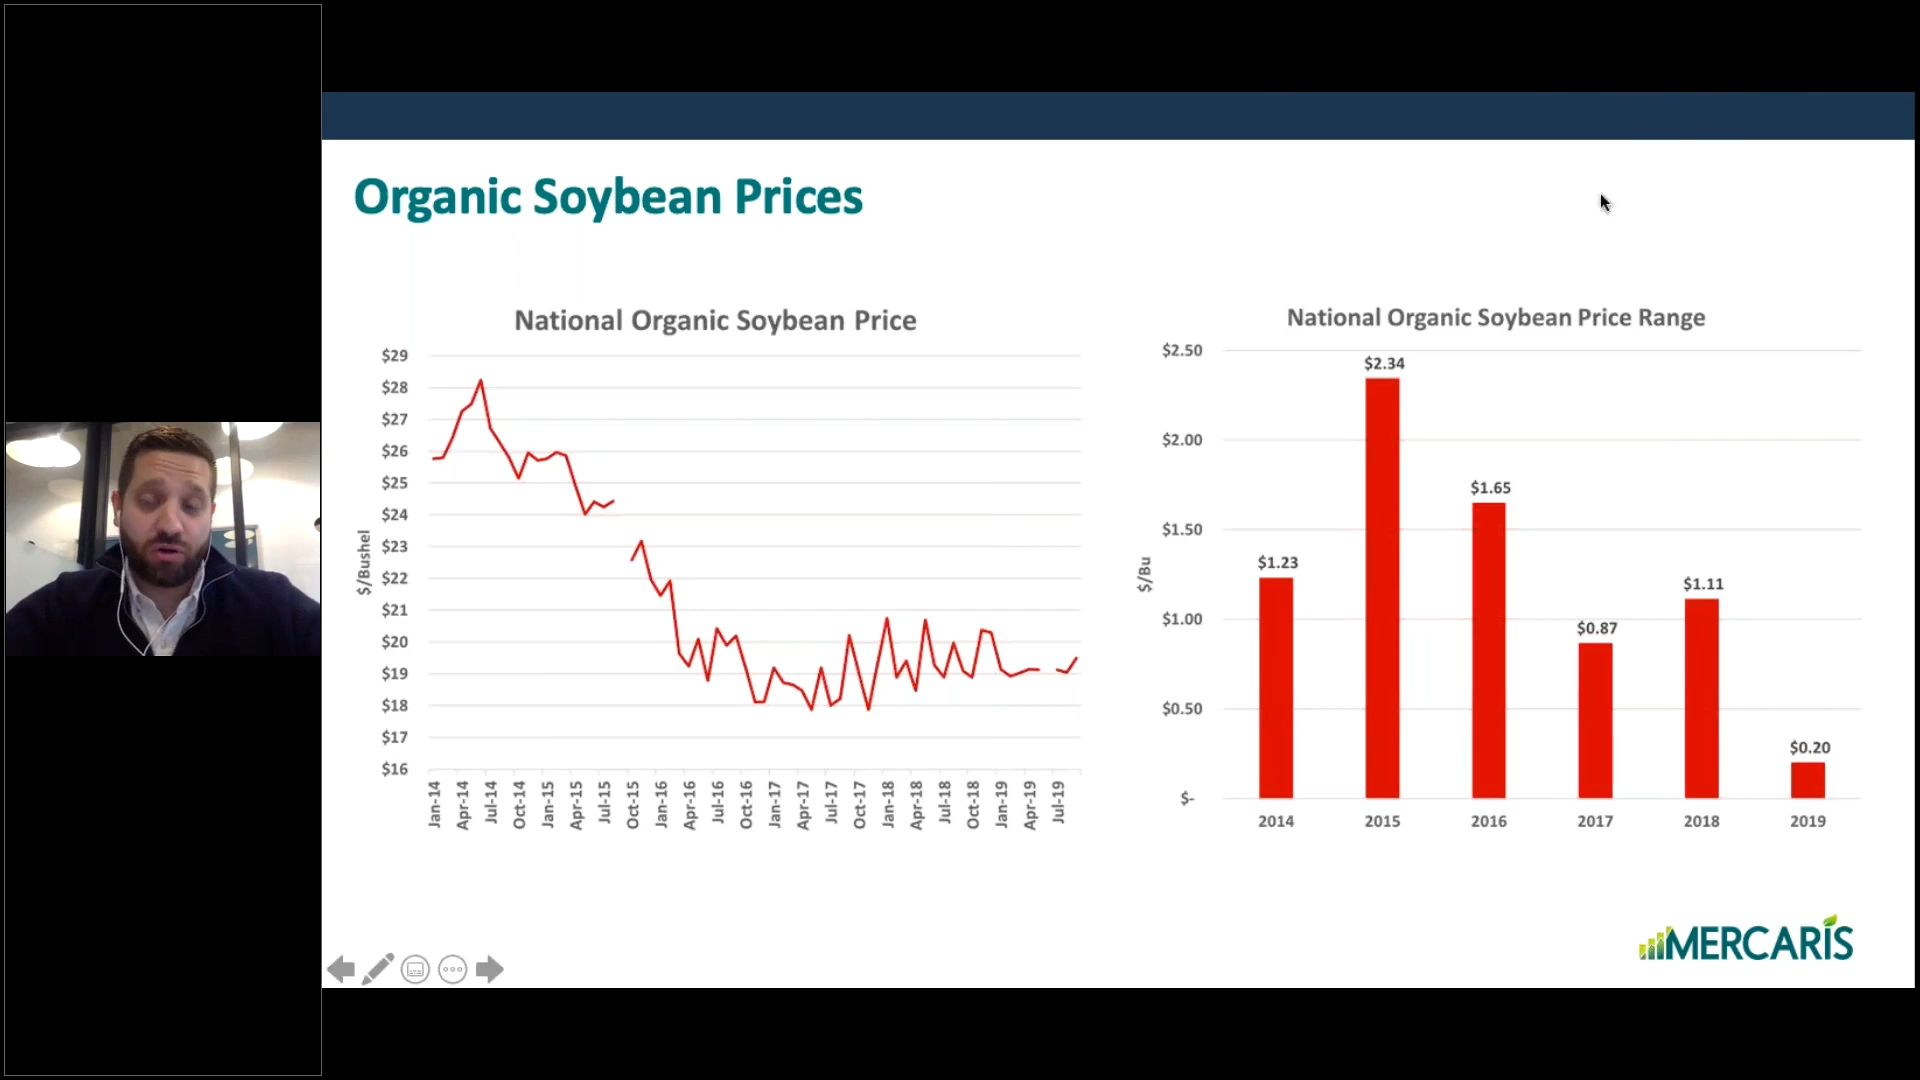 Organic Soybean Prices
National Organic Soybean Price
$29
$28
$27
$26
$25
$24
$23
$22
$21
$20
$19
$18
$17
$16
$/Bushel
Jan-14
Apr-14
Jul-14
Oct-14
Jan-15
Apr-15
Jul-15
Oct-15
Jan-16
Apr-16
Jul-16
Oct-16
Jan-17
Apr-17
Jul-17
Oct-17
Jan-18
Apr-18
Jul-18
Oct-18
Jan-19
Apr-19
Jul-19
National Organic Soybean Price Range
$2.50
$2.00
$1.50
$1.00
$0.50
$-
$/Bu
$1.23
$2.34
$1.65
$0.87
$1.11
$0.20
2014
2015
2016
2017
2018
2019
MERCARIS